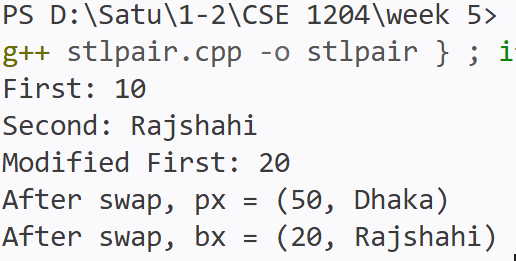 PS D:\Satu\1-2\CSE 1204\week 5>
g++ stlpair.cpp -o stlpair } ; i
First: 10
Second: Rajshahi
Modified First: 20
After swap, px = (50, Dhaka)
After swap, bx = (20, Rajshahi)